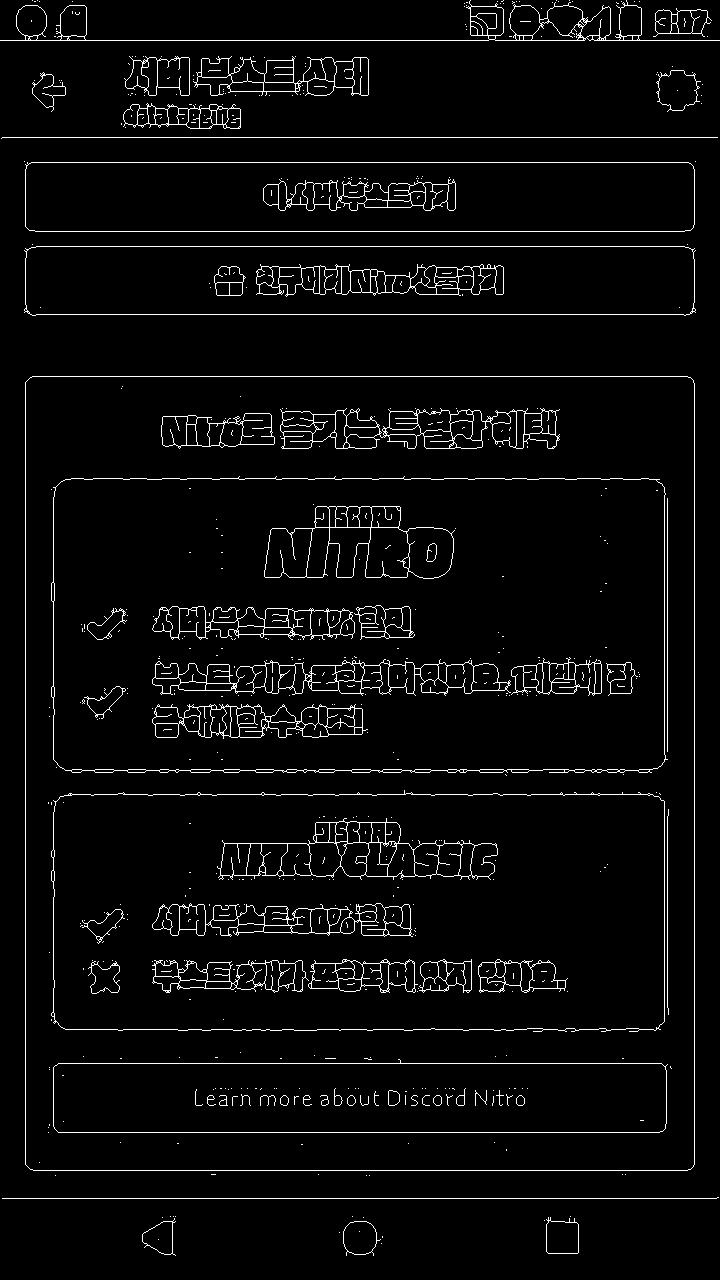 3:07
서버 부스트 상태
datatagging
이 서버 부스트하기
친구에게 Nitro 선물하기
Nitro로 즐기는 특별한 혜택
DISCORD
NITRO
서버 부스트 30% 할인
부스트 2개가 포함되어 있어요. 1레벨에 잠
금 해제할 수 있죠!
DISCORD
NITRO CLASSIC
서버 부스트 30% 할인
부스트 2개가 포함되어 있지 않아요.
Learn more about Discord Nitro